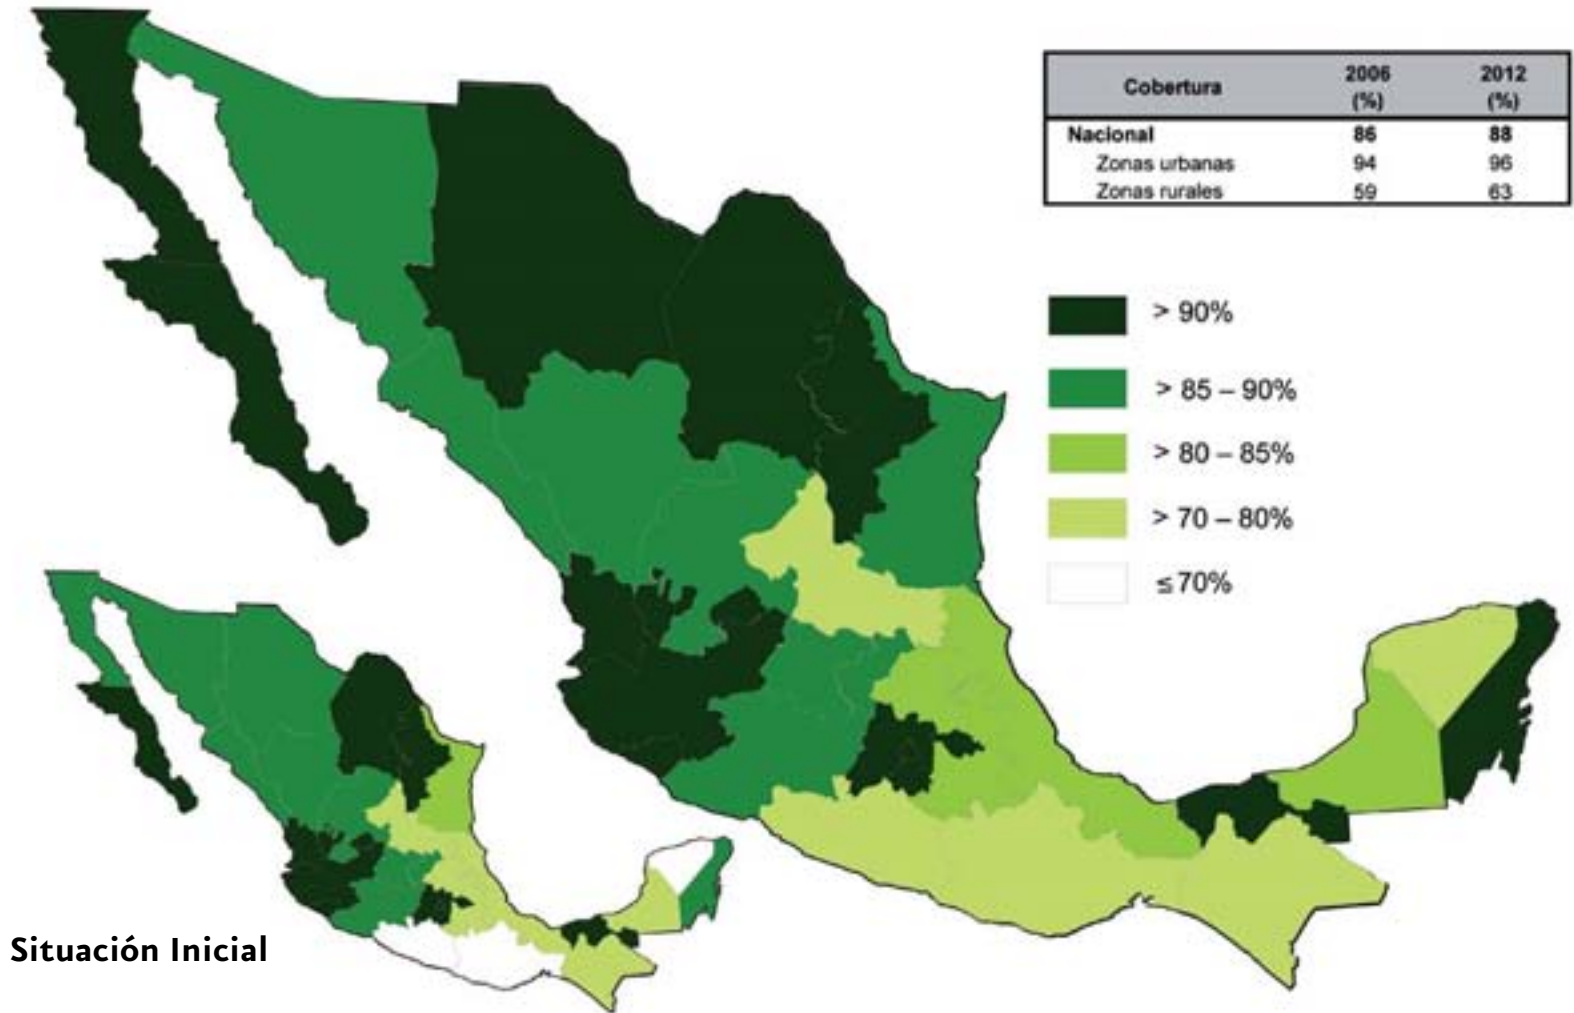 Cobertura 2006 (%) 2012 (%)
Nacional 86 88
Zonas urbanas 94 96
Zonas rurales 59 63
> 90%
> 85 – 90%
> 80 – 85%
> 70 – 80%
≤ 70%
Situación Inicial